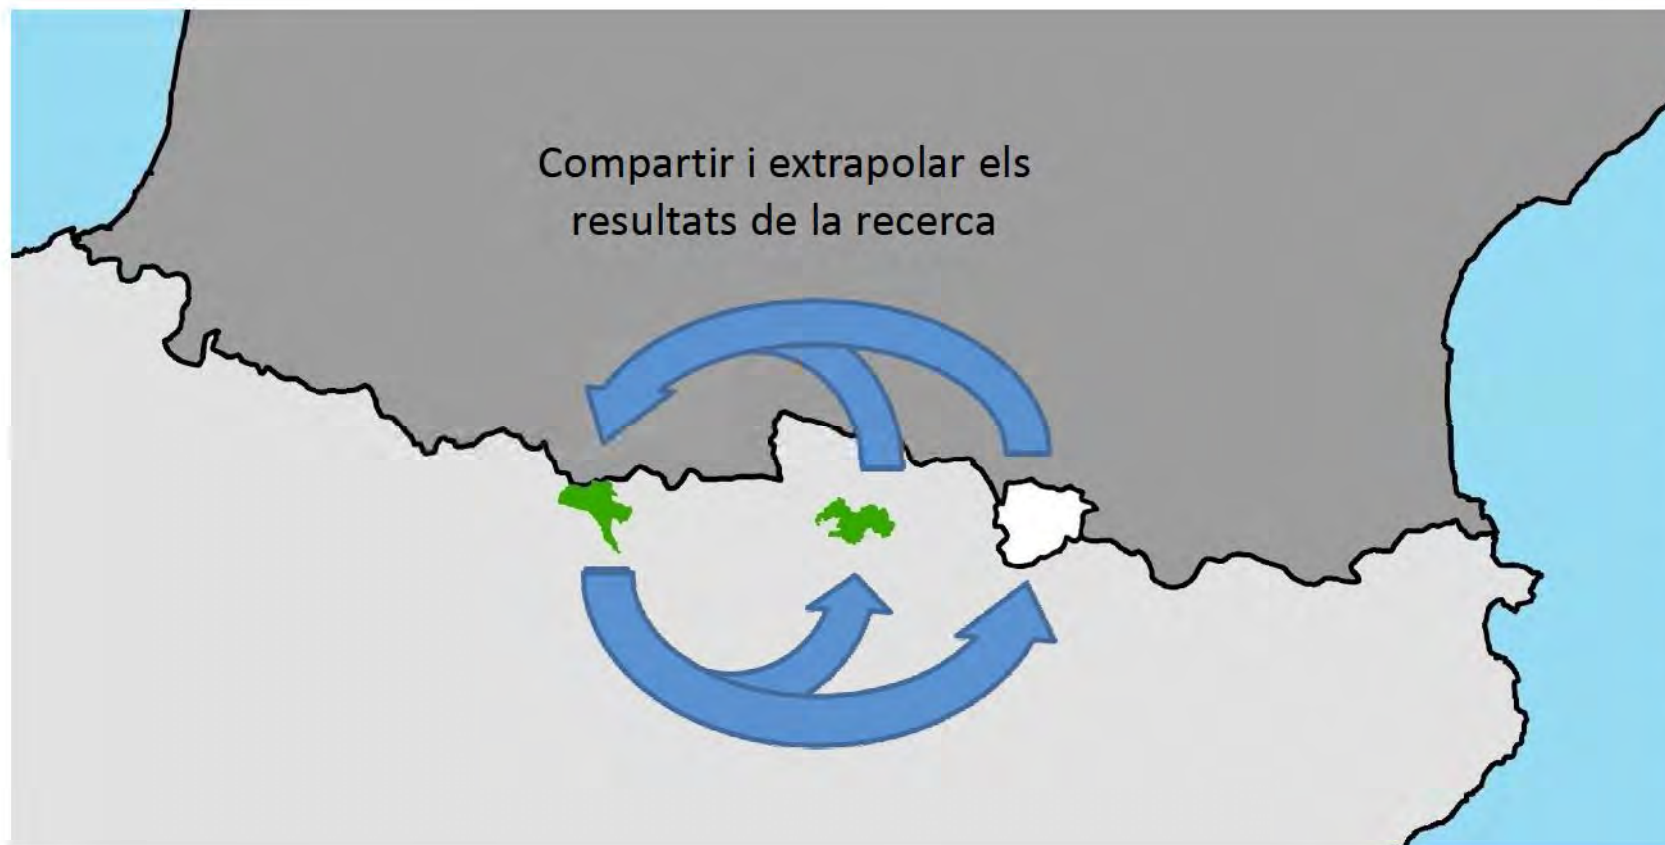 Compartir i extrapolar els
resultats de la recerca